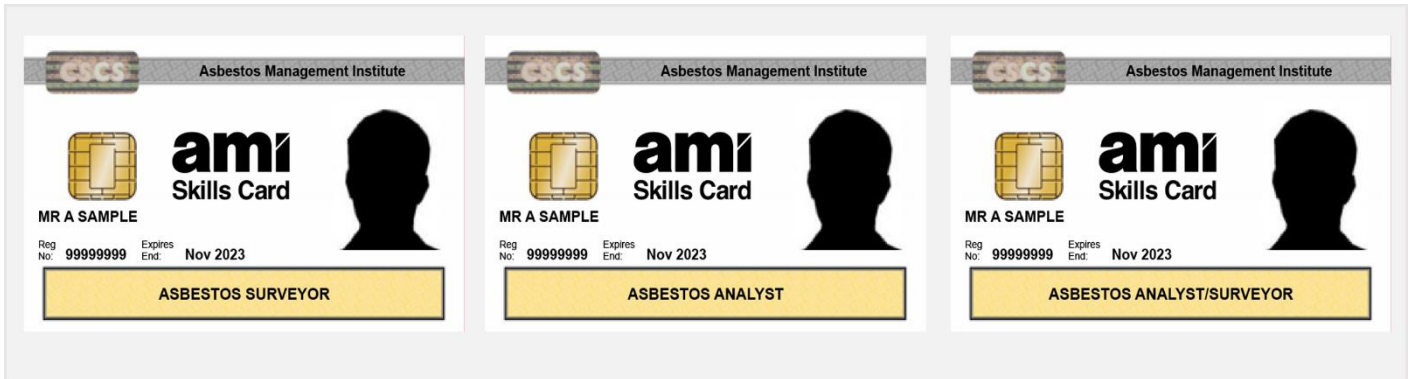 CSCS Asbestos Management Institute
ami
Skills Card
MR A SAMPLE
Reg No: 99999999 Expires End: Nov 2023
ASBESTOS SURVEYOR
CSCS Asbestos Management Institute
ami
Skills Card
MR A SAMPLE
Reg No: 99999999 Expires End: Nov 2023
ASBESTOS ANALYST
CSCS Asbestos Management Institute
ami
Skills Card
MR A SAMPLE
Reg No: 99999999 Expires End: Nov 2023
ASBESTOS ANALYST/SURVEYOR